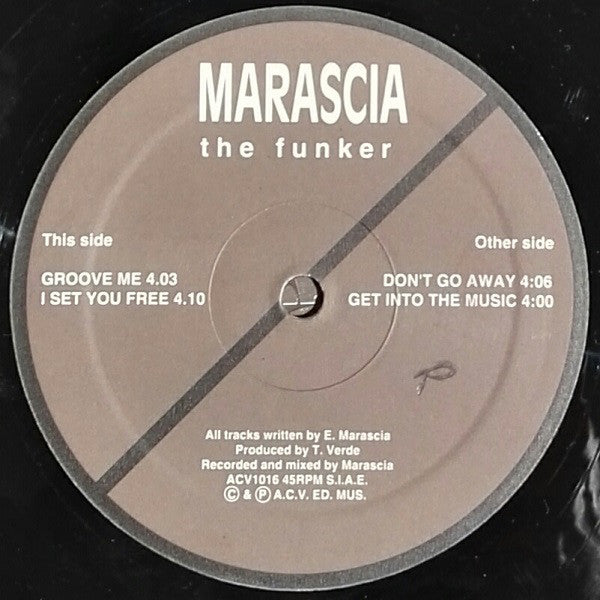 MARASCIA
the funker
This side
GROOVE ME 4.03
I SET YOU FREE 4.10
Other side
DON'T GO AWAY 4:06
GET INTO THE MUSIC 4:00
All tracks written by E. Marascia
Produced by T. Verde
Recorded and mixed by Marascia
ACV1016 45RPM S.I.A.E.
© & ℗ A.C.V. ED. MUS.